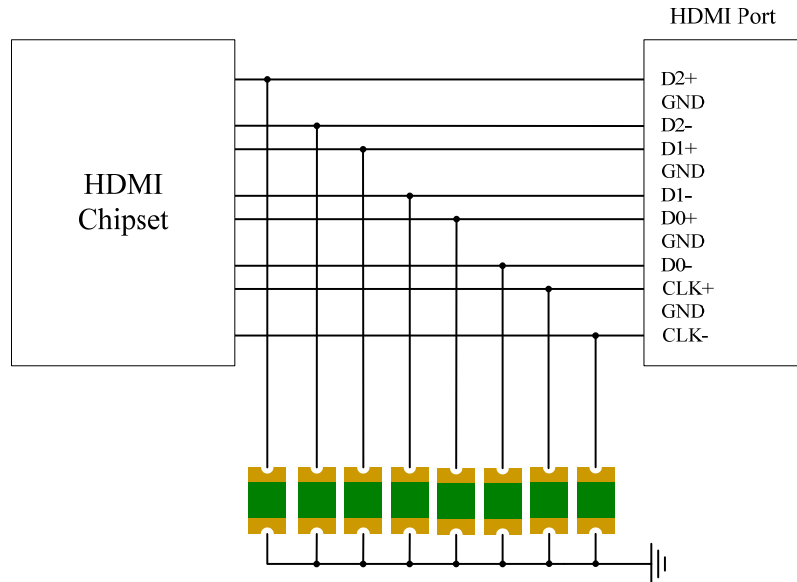 HDMI Port
HDMI
Chipset
D2+
GND
D2-
D1+
GND
D1-
D0+
GND
D0-
CLK+
GND
CLK-